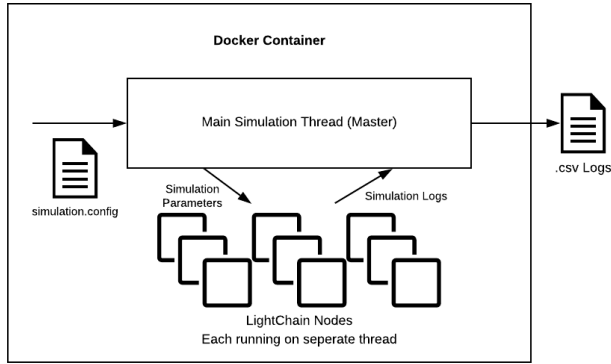 Docker Container
Main Simulation Thread (Master)
.csv Logs
simulation.config
Simulation
Parameters
Simulation Logs
LightChain Nodes
Each running on seperate thread